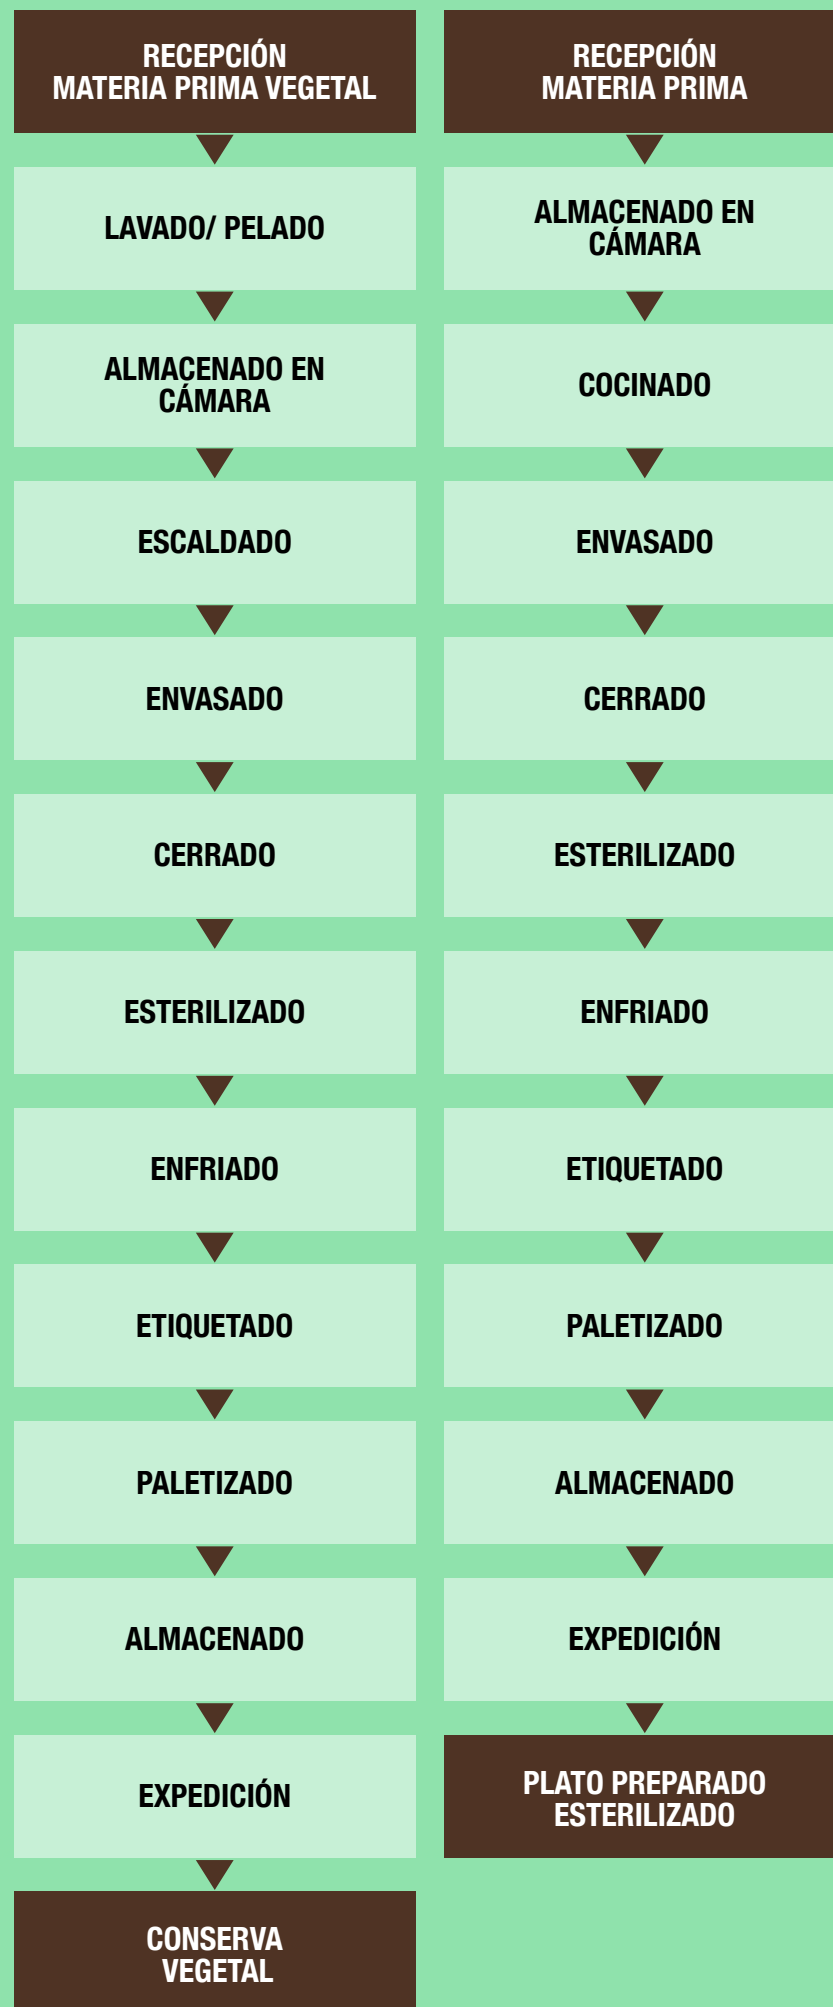 RECEPCIÓN
MATERIA PRIMA VEGETAL
LAVADO/ PELADO
ALMACENADO EN
CÁMARA
ESCALDADO
ENVASADO
CERRADO
ESTERILIZADO
ENFRIADO
ETIQUETADO
PALETIZADO
ALMACENADO
EXPEDICIÓN
CONSERVA
VEGETAL
RECEPCIÓN
MATERIA PRIMA
ALMACENADO EN
CÁMARA
COCINADO
ENVASADO
CERRADO
ESTERILIZADO
ENFRIADO
ETIQUETADO
PALETIZADO
ALMACENADO
EXPEDICIÓN
PLATO PREPARADO
ESTERILIZADO